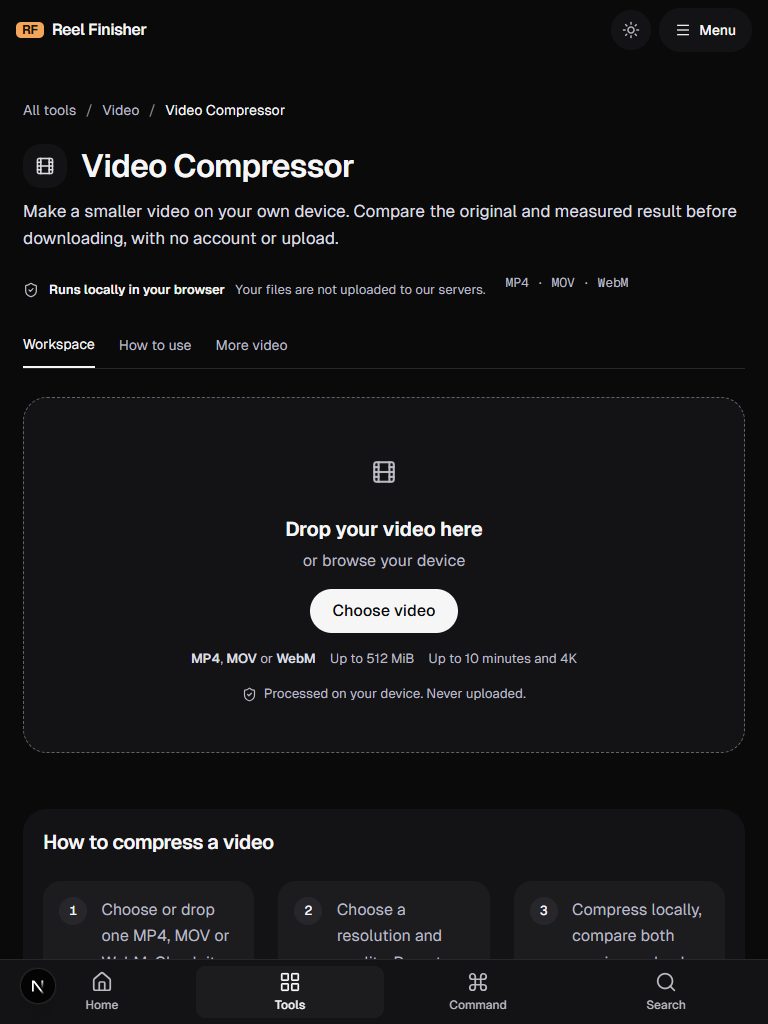 RF Reel Finisher
Menu
All tools / Video / Video Compressor
Video Compressor
Make a smaller video on your own device. Compare the original and measured result before
downloading, with no account or upload.
Runs locally in your browser Your files are not uploaded to our servers. MP4 · MOV · WebM
Workspace How to use More video
Drop your video here
or browse your device
Choose video
MP4, MOV or WebM Up to 512 MiB Up to 10 minutes and 4K
Processed on your device. Never uploaded.
How to compress a video
1 Choose or drop
one MP4, MOV or
2 Choose a
resolution and
3 Compress locally,
compare both
N
Home Tools Command Search